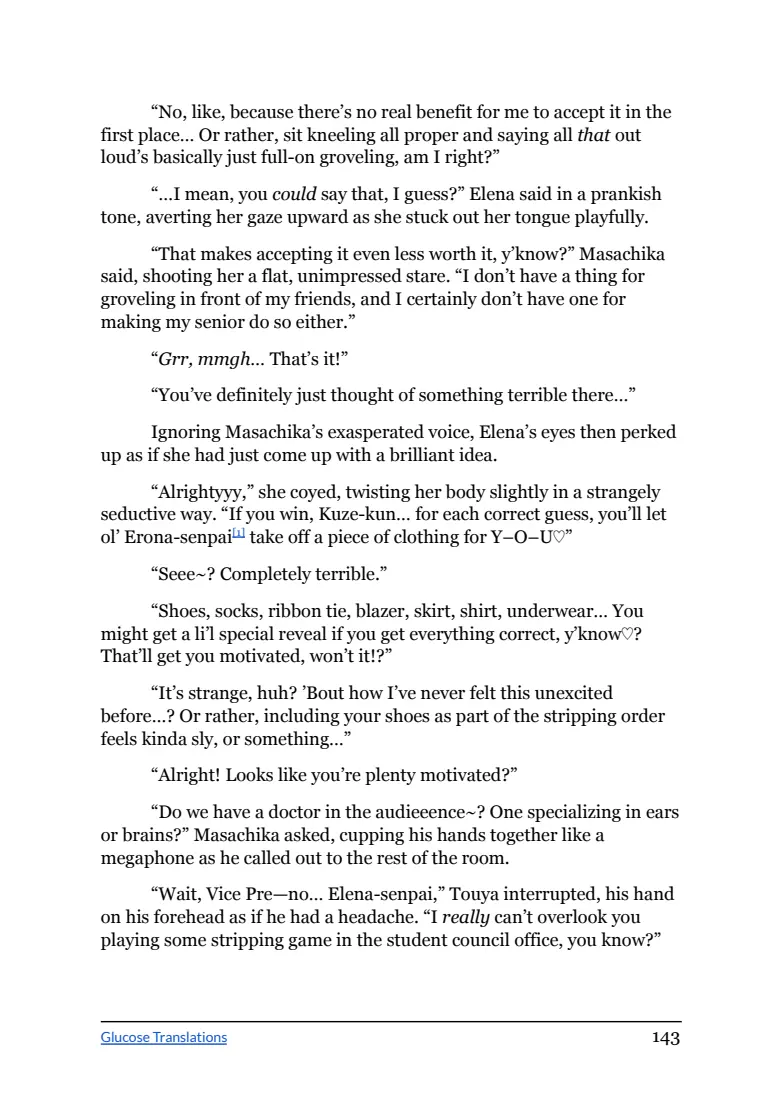 “No, like, because there’s no real benefit for me to accept it in the
first place… Or rather, sit kneeling all proper and saying all that out
loud’s basically just full-on groveling, am I right?”
“…I mean, you could say that, I guess?” Elena said in a prankish
tone, averting her gaze upward as she stuck out her tongue playfully.
“That makes accepting it even less worth it, y’know?” Masachika
said, shooting her a flat, unimpressed stare. “I don’t have a thing for
groveling in front of my friends, and I certainly don’t have one for
making my senior do so either.”
“Grr, mmgh… That’s it!”
“You’ve definitely just thought of something terrible there…”
Ignoring Masachika’s exasperated voice, Elena’s eyes then perked
up as if she had just come up with a brilliant idea.
“Alrightyyy,” she coyed, twisting her body slightly in a strangely
seductive way. “If you win, Kuze-kun… for each correct guess, you’ll let
ol’ Erona-senpai[1] take off a piece of clothing for Y–O–U♡”
“Seee~? Completely terrible.”
“Shoes, socks, ribbon tie, blazer, skirt, shirt, underwear… You
might get a li’l special reveal if you get everything correct, y’know♡?
That’ll get you motivated, won’t it!?”
“It’s strange, huh? ’Bout how I’ve never felt this unexcited
before…? Or rather, including your shoes as part of the stripping order
feels kinda sly, or something…”
“Alright! Looks like you’re plenty motivated?”
“Do we have a doctor in the audieeence~? One specializing in ears
or brains?” Masachika asked, cupping his hands together like a
megaphone as he called out to the rest of the room.
“Wait, Vice Pre—no… Elena-senpai,” Touya interrupted, his hand
on his forehead as if he had a headache. “I really can’t overlook you
playing some stripping game in the student council office, you know?”
Glucose Translations
143